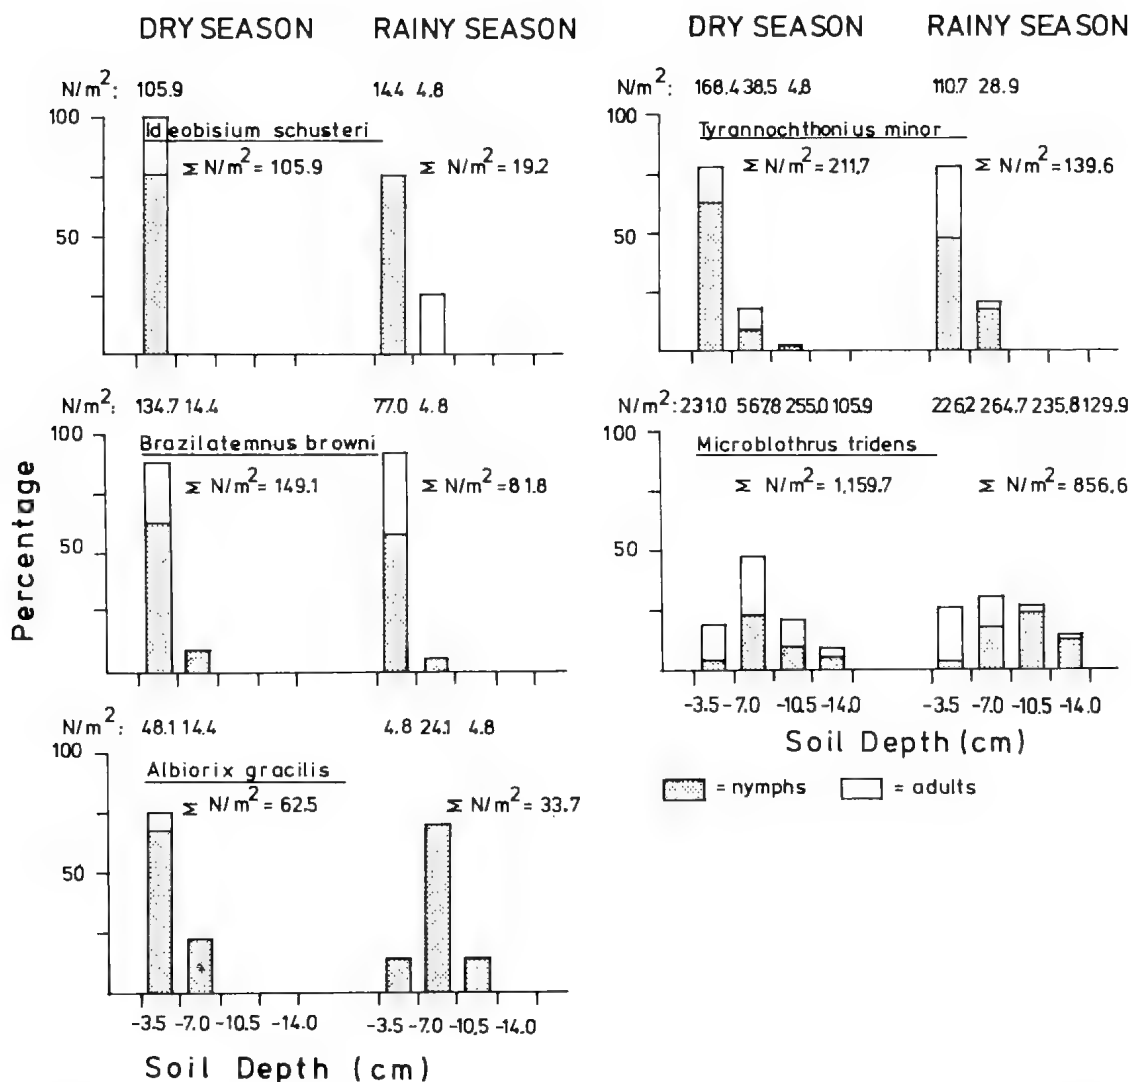 DRY SEASON RAINY SEASON
N/m²: 105.9 14.4 4.8
Ideobisium schusteri
Σ N/m² = 105.9 Σ N/m² = 19.2
100
50
N/m²: 134.7 14.4 77.0 4.8
Brazilatemnus browni
Σ N/m² = 149.1 Σ N/m² = 81.8
100
50
N/m²: 48.1 14.4 4.8 24.1 4.8
Albiorix gracilis
Σ N/m² = 62.5 Σ N/m² = 33.7
100
50
-3.5 -7.0 -10.5 -14.0 -3.5 -7.0 -10.5 -14.0
Soil Depth (cm)
Percentage
DRY SEASON RAINY SEASON
N/m²: 168.4 38.5 4.8 110.7 28.9
Tyrannochthonius minor
Σ N/m² = 211.7 Σ N/m² = 139.6
100
50
N/m²: 231.0 567.8 255.0 105.9 226.2 264.7 235.8 129.9
Microblothrus tridens
Σ N/m² = 1,159.7 Σ N/m² = 856.6
100
50
-3.5 -7.0 -10.5 -14.0 -3.5 -7.0 -10.5 -14.0
Soil Depth (cm)
= nymphs = adults